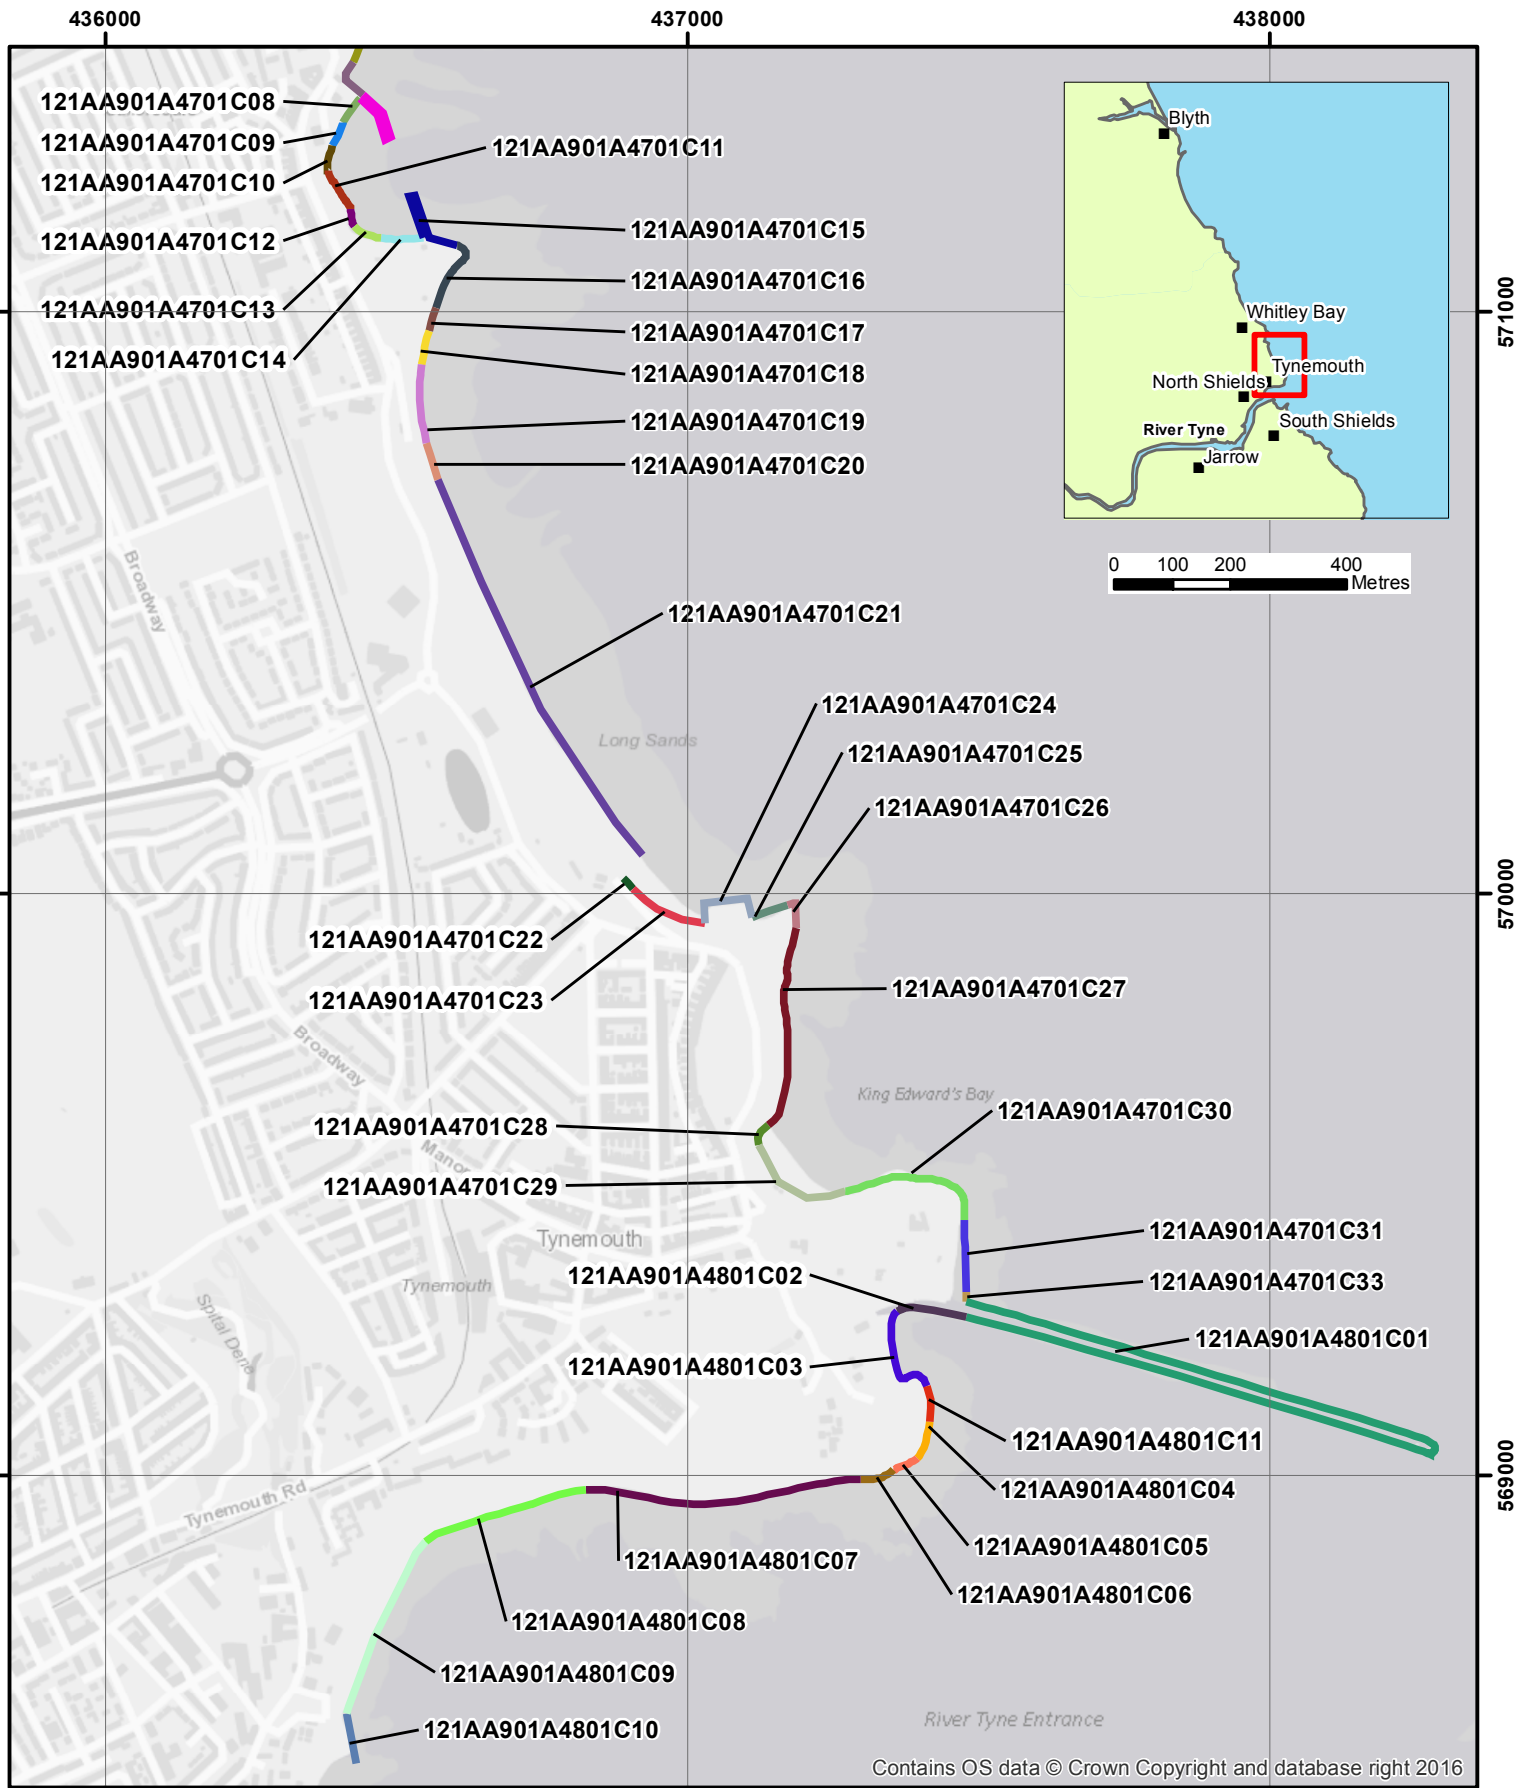 436000
437000
438000
121AA901A4701C08
121AA901A4701C09
121AA901A4701C11
121AA901A4701C10
121AA901A4701C15
121AA901A4701C12
121AA901A4701C16
121AA901A4701C13
571000
121AA901A4701C17
121AA901A4701C14
121AA901A4701C18
121AA901A4701C19
121AA901A4701C20
Blyth
Whitley Bay
Tynemouth
North Shields
South Shields
River Tyne
Jarrow
0 100 200 400
Metres
Broadway
121AA901A4701C21
121AA901A4701C24
Long Sands
121AA901A4701C25
121AA901A4701C26
570000
121AA901A4701C22
121AA901A4701C27
121AA901A4701C23
Broadway
King Edward's Bay
121AA901A4701C30
121AA901A4701C28
Manor
121AA901A4701C29
121AA901A4701C31
Tynemouth
121AA901A4801C02
121AA901A4701C33
Tynemouth
Spital Dene
121AA901A4801C01
121AA901A4801C03
121AA901A4801C11
569000
121AA901A4801C04
Tynemouth Rd
121AA901A4801C05
121AA901A4801C07
121AA901A4801C06
121AA901A4801C08
121AA901A4801C09
River Tyne Entrance
121AA901A4801C10
Contains OS data © Crown Copyright and database right 2016